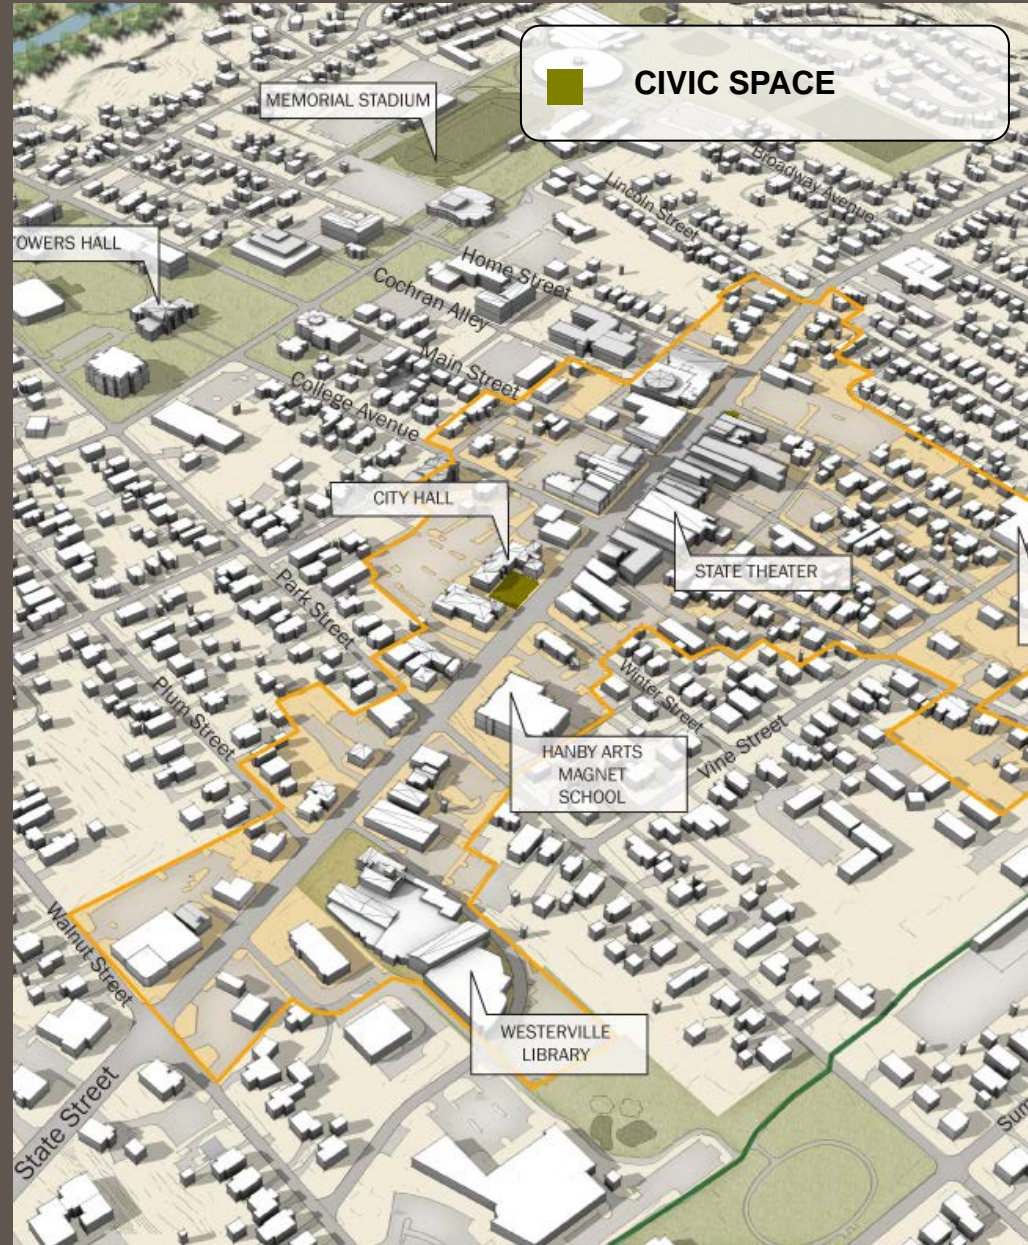 CIVIC SPACE
MEMORIAL STADIUM
Broadway Avenue
Lincoln Street
TOWERS HALL
Home Street
Cochran Alley
Main Street
College Avenue
CITY HALL
STATE THEATER
Park Street
Winter Street
Plum Street
Vine Street
HANBY ARTS
MAGNET
SCHOOL
Walnut Street
WESTERVILLE
LIBRARY
State Street